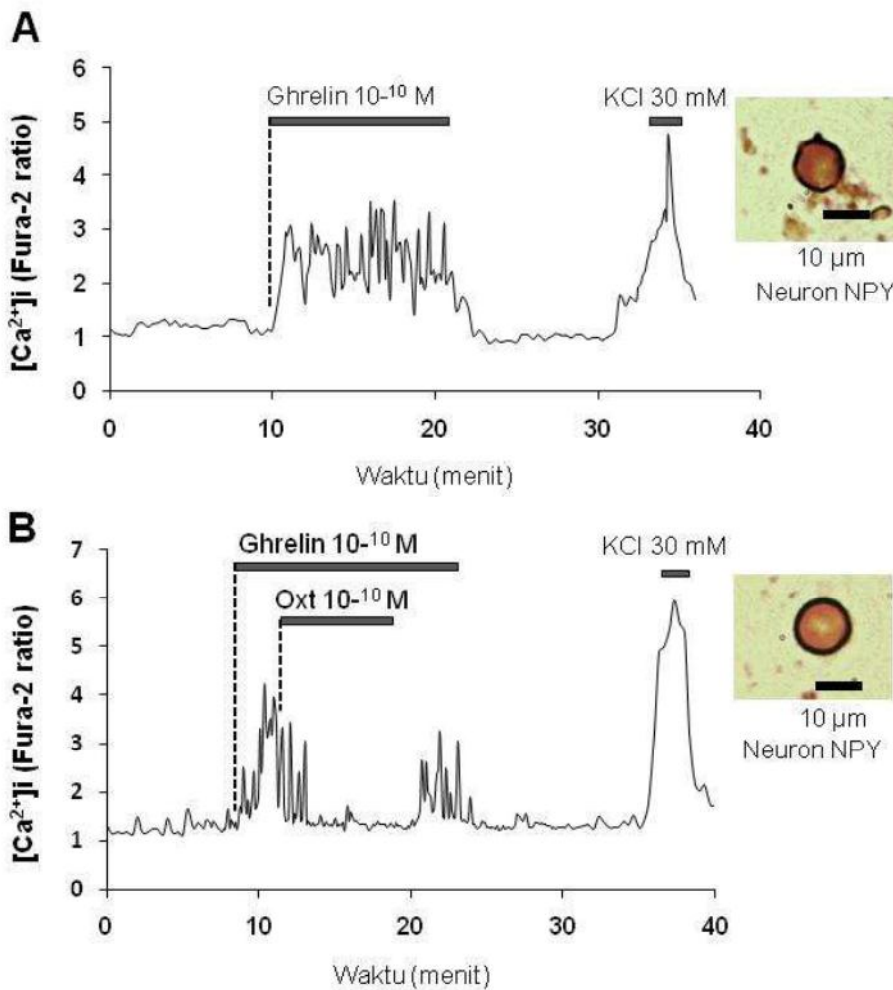 A
6
Ghrelin 10-¹⁰ M
KCl 30 mM
5
4
3
2
1
0
[Ca²⁺]i (Fura-2 ratio)
0 10 20 30 40
Waktu (menit)
10 µm
Neuron NPY
B
7
Ghrelin 10-¹⁰ M
KCl 30 mM
6
Oxt 10-¹⁰ M
5
4
3
2
1
0
[Ca²⁺]i (Fura-2 ratio)
0 10 20 30 40
Waktu (menit)
10 µm
Neuron NPY